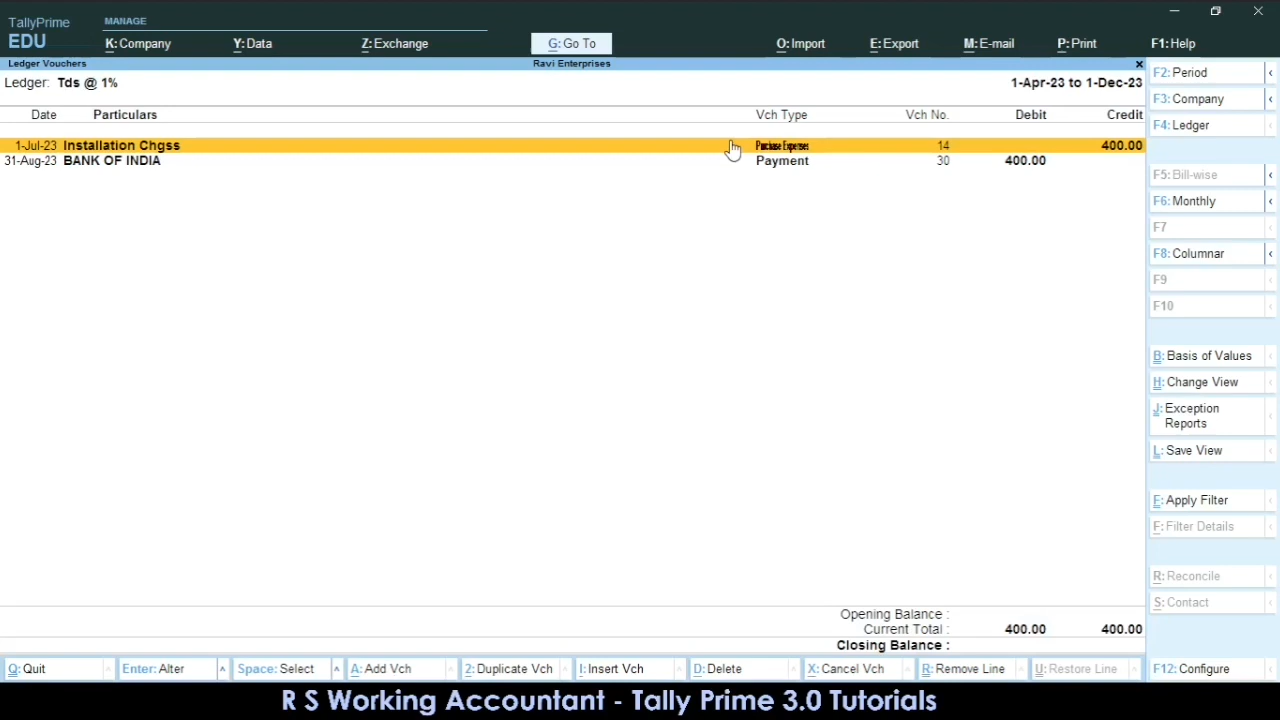 TallyPrime
EDU
MANAGE
K: Company
Y: Data
Z: Exchange
G: Go To
O: Import
E: Export
M: E-mail
P: Print
F1: Help
Ledger Vouchers
Ravi Enterprises
Ledger: Tds @ 1%
1-Apr-23 to 1-Dec-23
Date Particulars Vch Type Vch No. Debit Credit
1-Jul-23 Installation Chgss Purchase Expenses 14 400.00
31-Aug-23 BANK OF INDIA Payment 30 400.00
Opening Balance :
Current Total : 400.00 400.00
Closing Balance :
F2: Period
F3: Company
F4: Ledger
F5: Bill-wise
F6: Monthly
F7
F8: Columnar
F9
F10
B: Basis of Values
H: Change View
J: Exception
Reports
L: Save View
F: Apply Filter
F: Filter Details
R: Reconcile
S: Contact
Q: Quit
Enter: Alter
Space: Select
A: Add Vch
2: Duplicate Vch
I: Insert Vch
D: Delete
X: Cancel Vch
R: Remove Line
U: Restore Line
F12: Configure
R S Working Accountant - Tally Prime 3.0 Tutorials